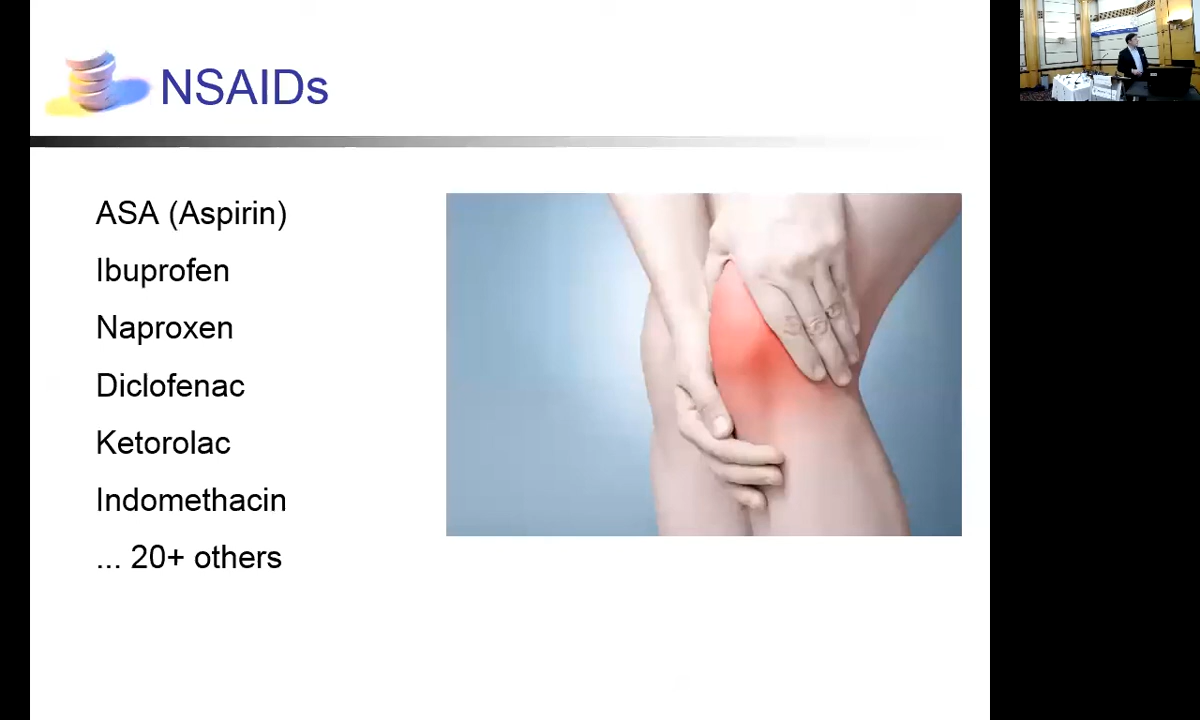 NSAIDs
ASA (Aspirin)
Ibuprofen
Naproxen
Diclofenac
Ketorolac
Indomethacin
... 20+ others